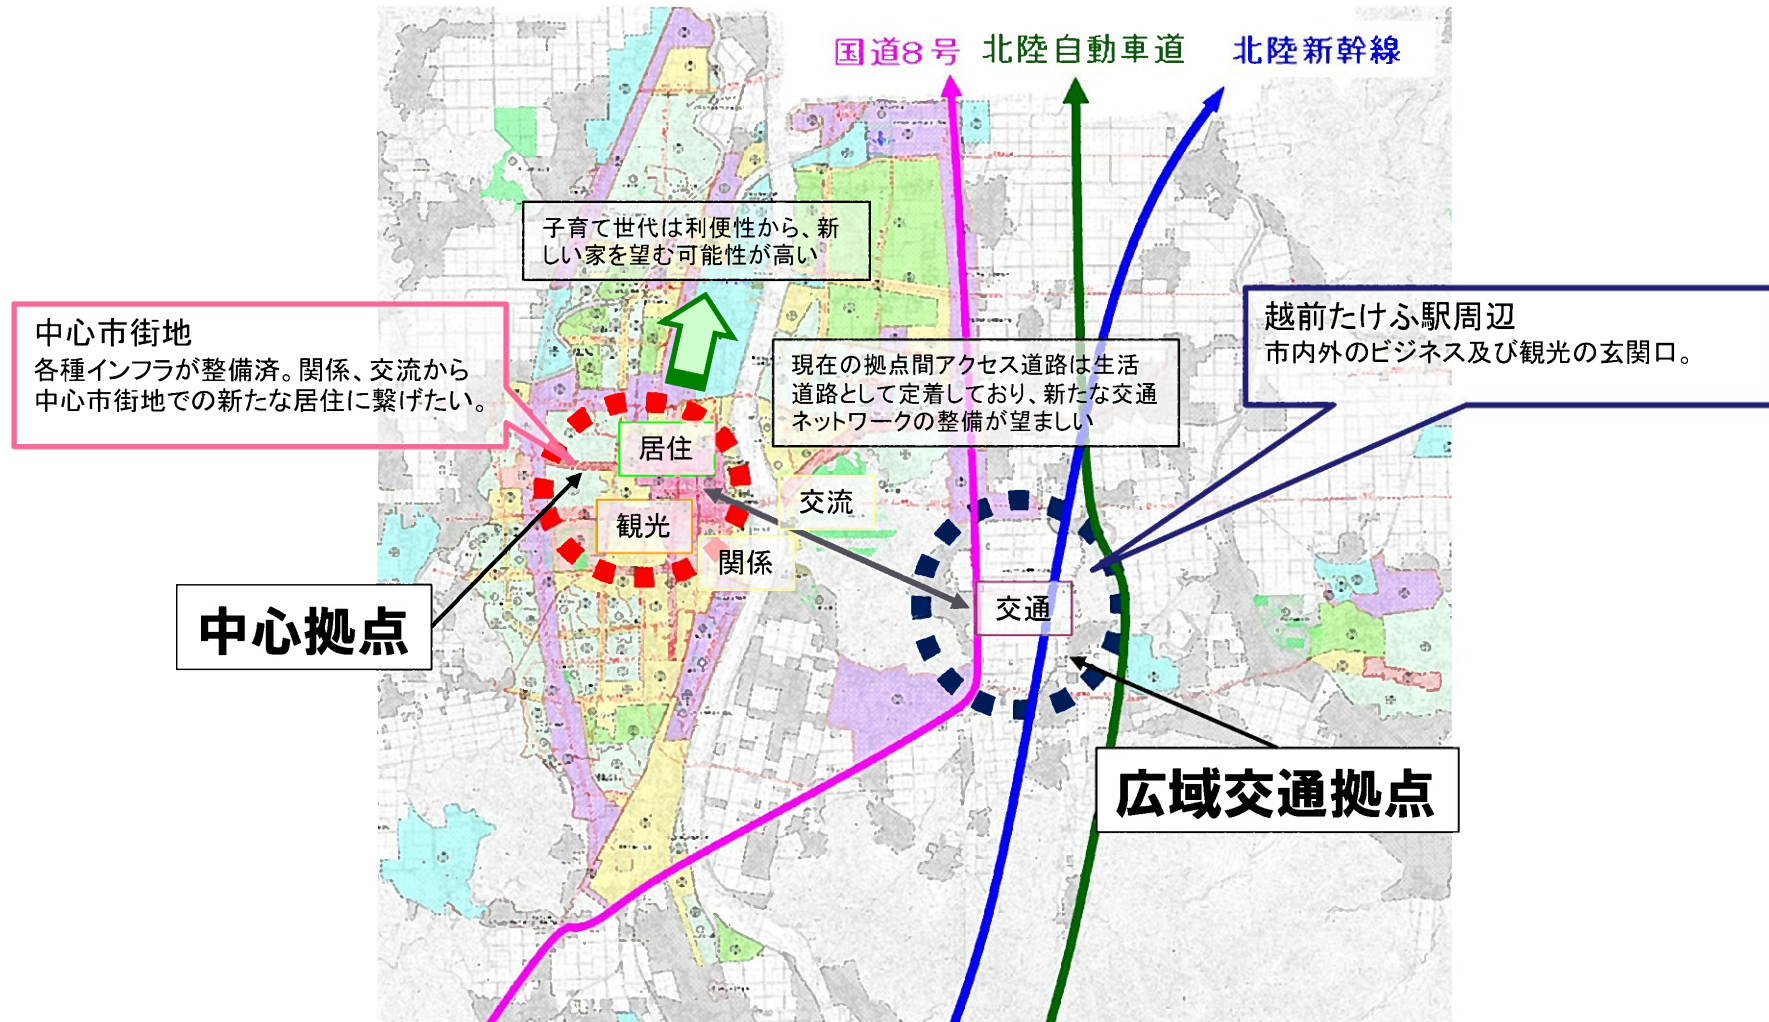 国道8号
北陸自動車道
北陸新幹線
子育て世代は利便性から、新
しい家を望む可能性が高い
中心市街地
各種インフラが整備済。関係、交流から
中心市街地での新たな居住に繋げたい。
越前たけふ駅周辺
市内外のビジネス及び観光の玄関口。
現在の拠点間アクセス道路は生活
道路として定着しており、新たな交通
ネットワークの整備が望ましい
居住
交流
観光
関係
交通
中心拠点
広域交通拠点